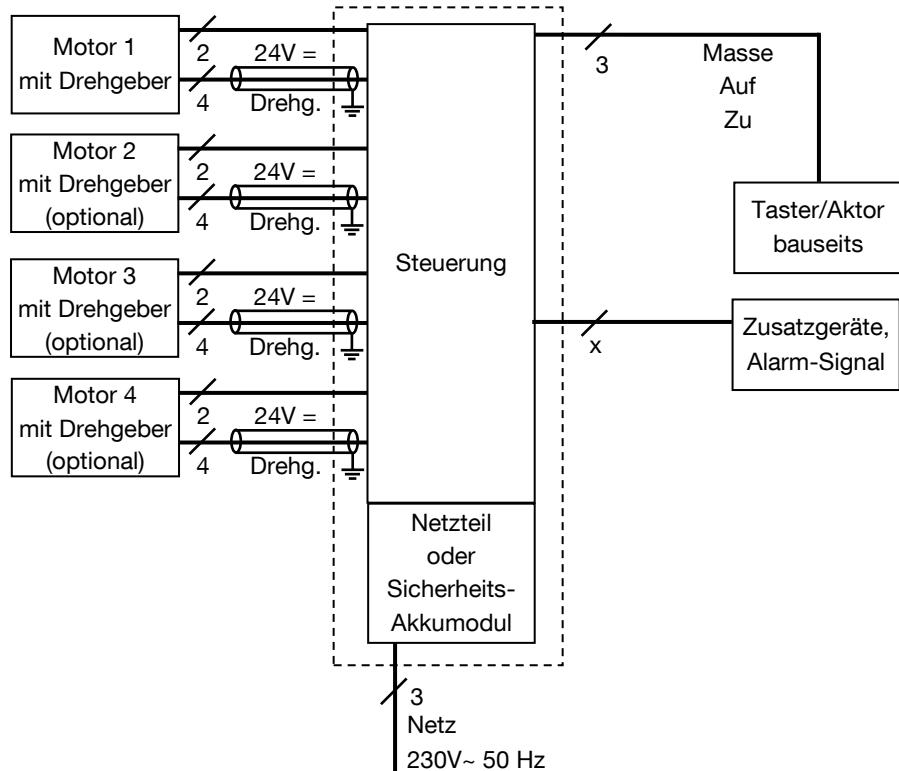 Motor 1
mit Drehgeber
2
24V =
4
Drehg.
Motor 2
mit Drehgeber
(optional)
2
24V =
4
Drehg.
Motor 3
mit Drehgeber
(optional)
2
24V =
4
Drehg.
Motor 4
mit Drehgeber
(optional)
2
24V =
4
Drehg.
Steuerung
Netzteil
oder
Sicherheits-
Akkumodul
3
Netz
230V~ 50 Hz
3
Masse
Auf
Zu
Taster/Aktor
bauseits
x
Zusatzgeräte,
Alarm-Signal